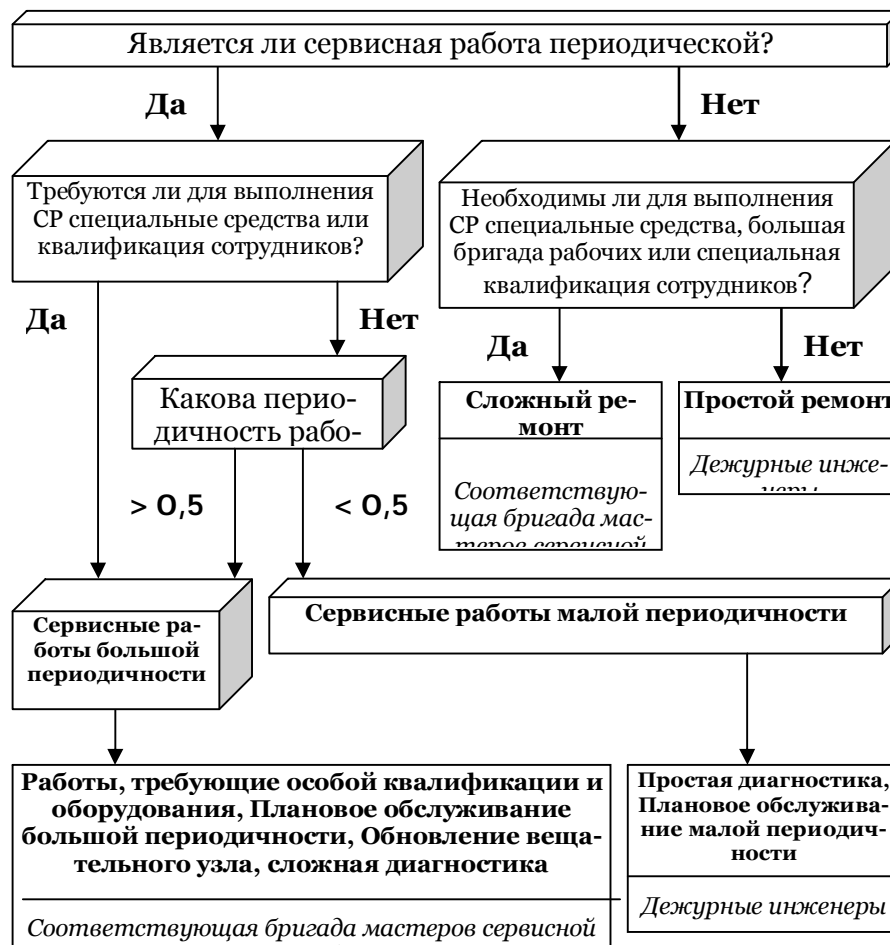 Является ли сервисная работа периодической?
Да
Нет
Требуются ли для выполнения
СР специальные средства или
квалификация сотрудников?
Необходимы ли для выполнения
СР специальные средства, большая
бригада рабочих или специальная
квалификация сотрудников?
Да
Нет
Да
Нет
Какова перио-
дичность рабо-
Сложный ре-
монт
Соответствую-
щая бригада мас-
теров сервисной
Простой ремонт
Дежурные инже-
неры
> 0,5
< 0,5
Сервисные ра-
боты большой
периодичности
Сервисные работы малой периодичности
Работы, требующие особой квалификации и
оборудования, Плановое обслуживание
большой периодичности, Обновление веща-
тельного узла, сложная диагностика
Соответствующая бригада мастеров сервисной
Простая диагностика,
Плановое обслужива-
ние малой периодич-
ности
Дежурные инженеры